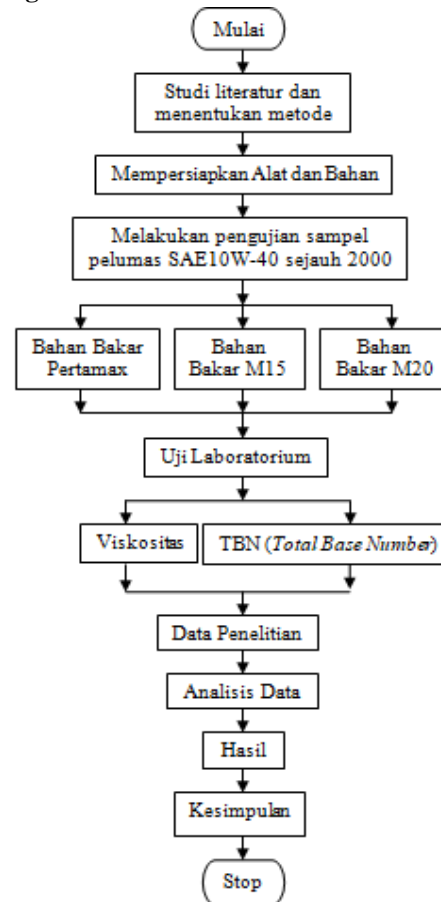 Mulai
Studi literatur dan
menentukan metode
Mempersiapkan Alat dan Bahan
Melakukan pengujian sampel
pelumas SAE10W-40 sejauh 2000
Bahan Bakar
Pertamax
Bahan
Bakar M15
Bahan
Bakar M20
Uji Laboratorium
Viskositas
TBN (Total Base Number)
Data Penelitian
Analisis Data
Hasil
Kesimpulan
Stop